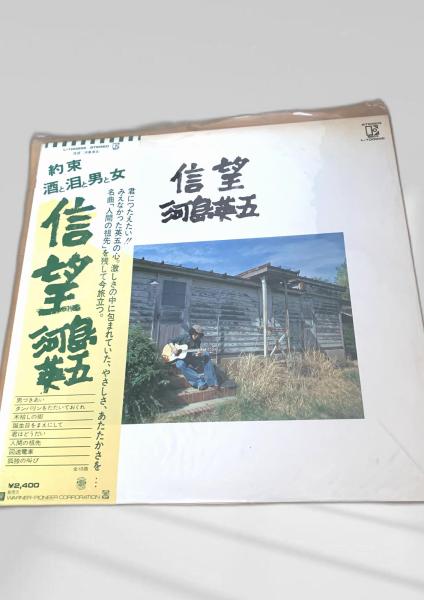 約束
酒と泪と男と女
信望
河島英五
君につたえたい!!
みえなかった英五の心。激しさの中に包まれていた、やさしさ、あたたかさを…
名曲「人間の祖先」を残して今旅立つ。
男づきあい
タンバリンをたたいておくれ
木枯しの街
誕生日をまえにして
君はどうだい
人間の祖先
回送電車
孤独の叫び
全10曲
¥2,400
WARNER-PIONEER CORPORATION
信望
河島英五
STEREO